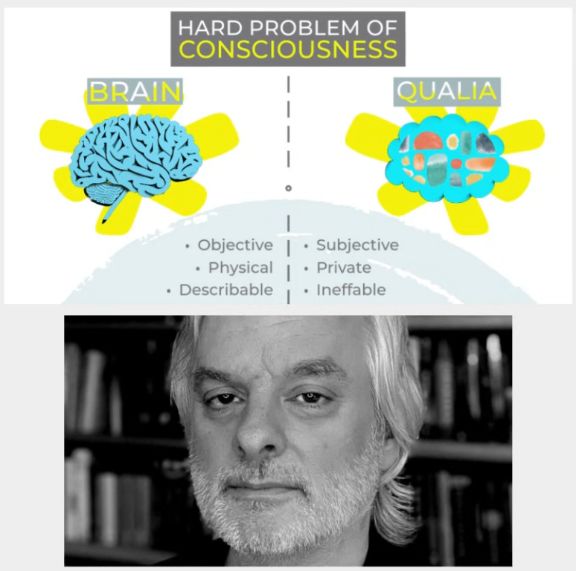 HARD PROBLEM OF
CONSCIOUSNESS
BRAIN
QUALIA
• Objective
• Physical
• Describable
• Subjective
• Private
• Ineffable